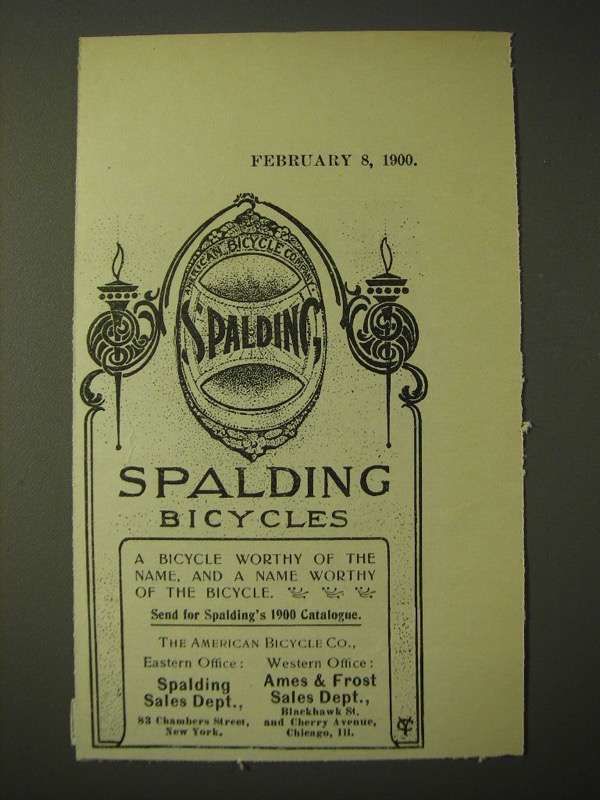 FEBRUARY 8, 1900.
AMERICAN BICYCLE COMPANY
SPALDING
SPALDING
BICYCLES
A BICYCLE WORTHY OF THE
NAME, AND A NAME WORTHY
OF THE BICYCLE.
Send for Spalding's 1900 Catalogue.
THE AMERICAN BICYCLE CO.,
Eastern Office:
Spalding
Sales Dept.,
83 Chambers Street,
New York.
Western Office:
Ames & Frost
Sales Dept.,
Blackhawk St.
and Cherry Avenue,
Chicago, Ill.